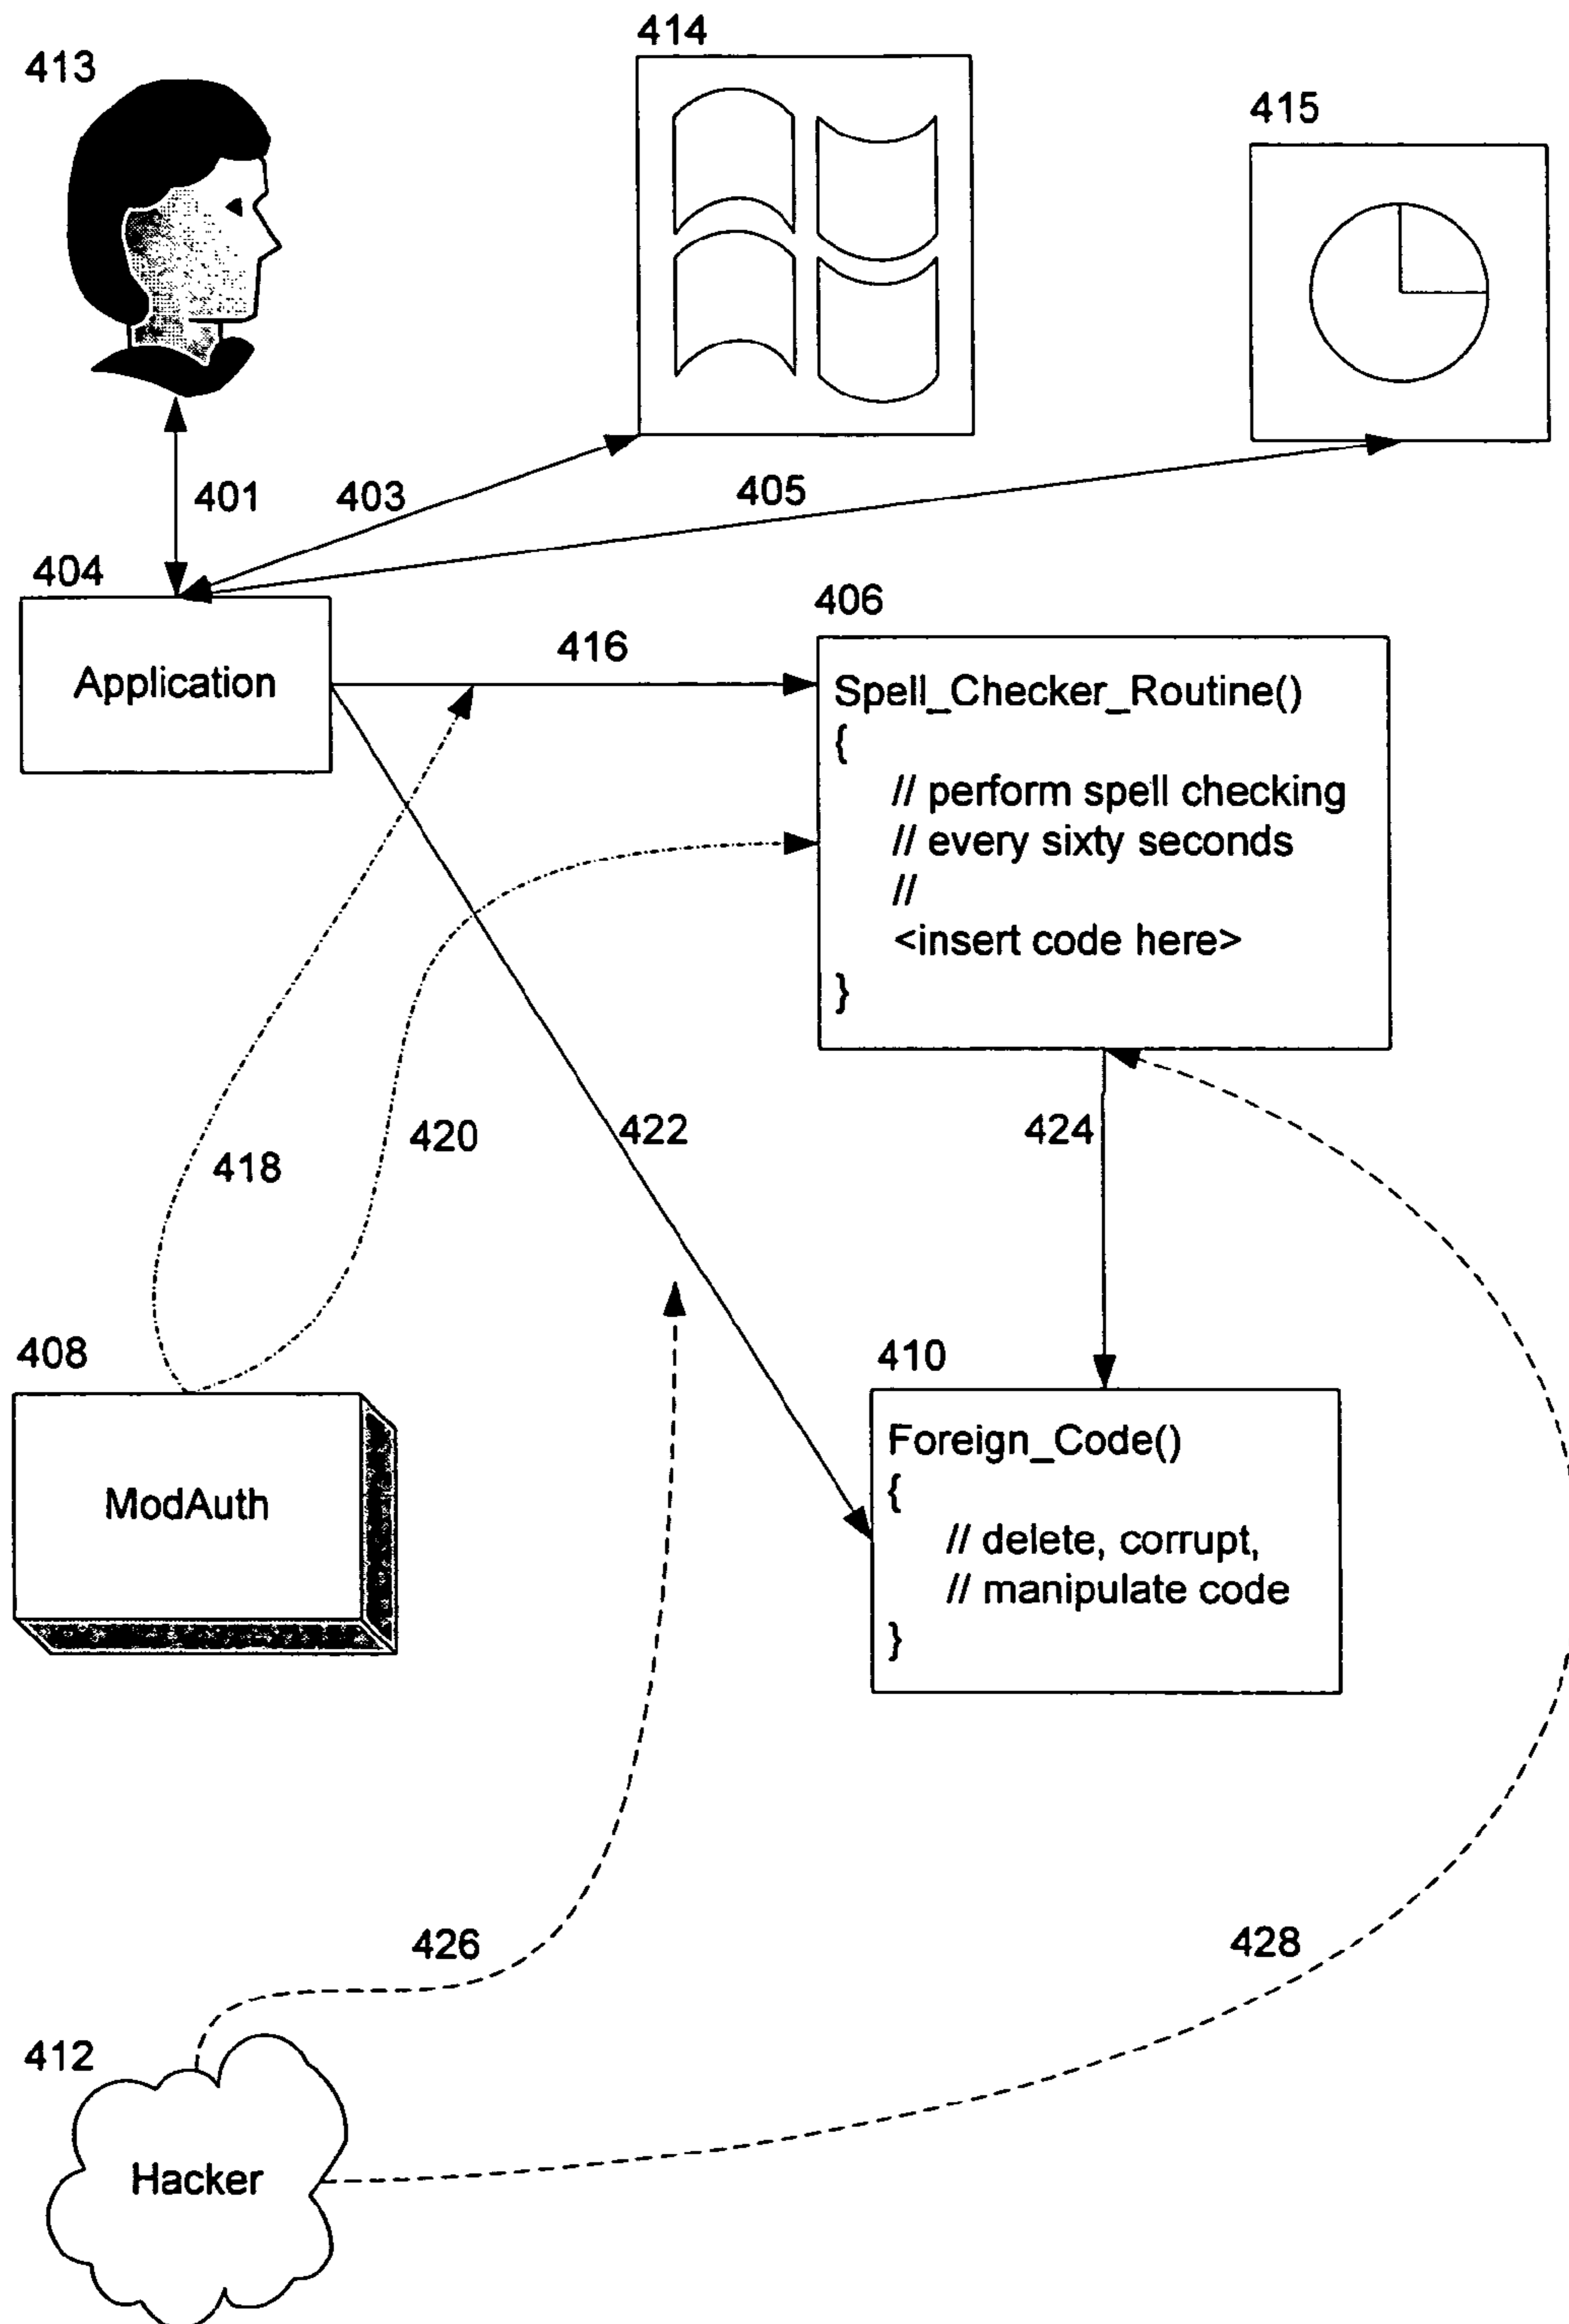 414
413
415
401
403
405
404
Application
416
406
Spell_Checker_Routine()
{
// perform spell checking
// every sixty seconds
//
<insert code here>
}
418
420
422
424
408
ModAuth
410
Foreign_Code()
{
// delete, corrupt,
// manipulate code
}
426
428
412
Hacker